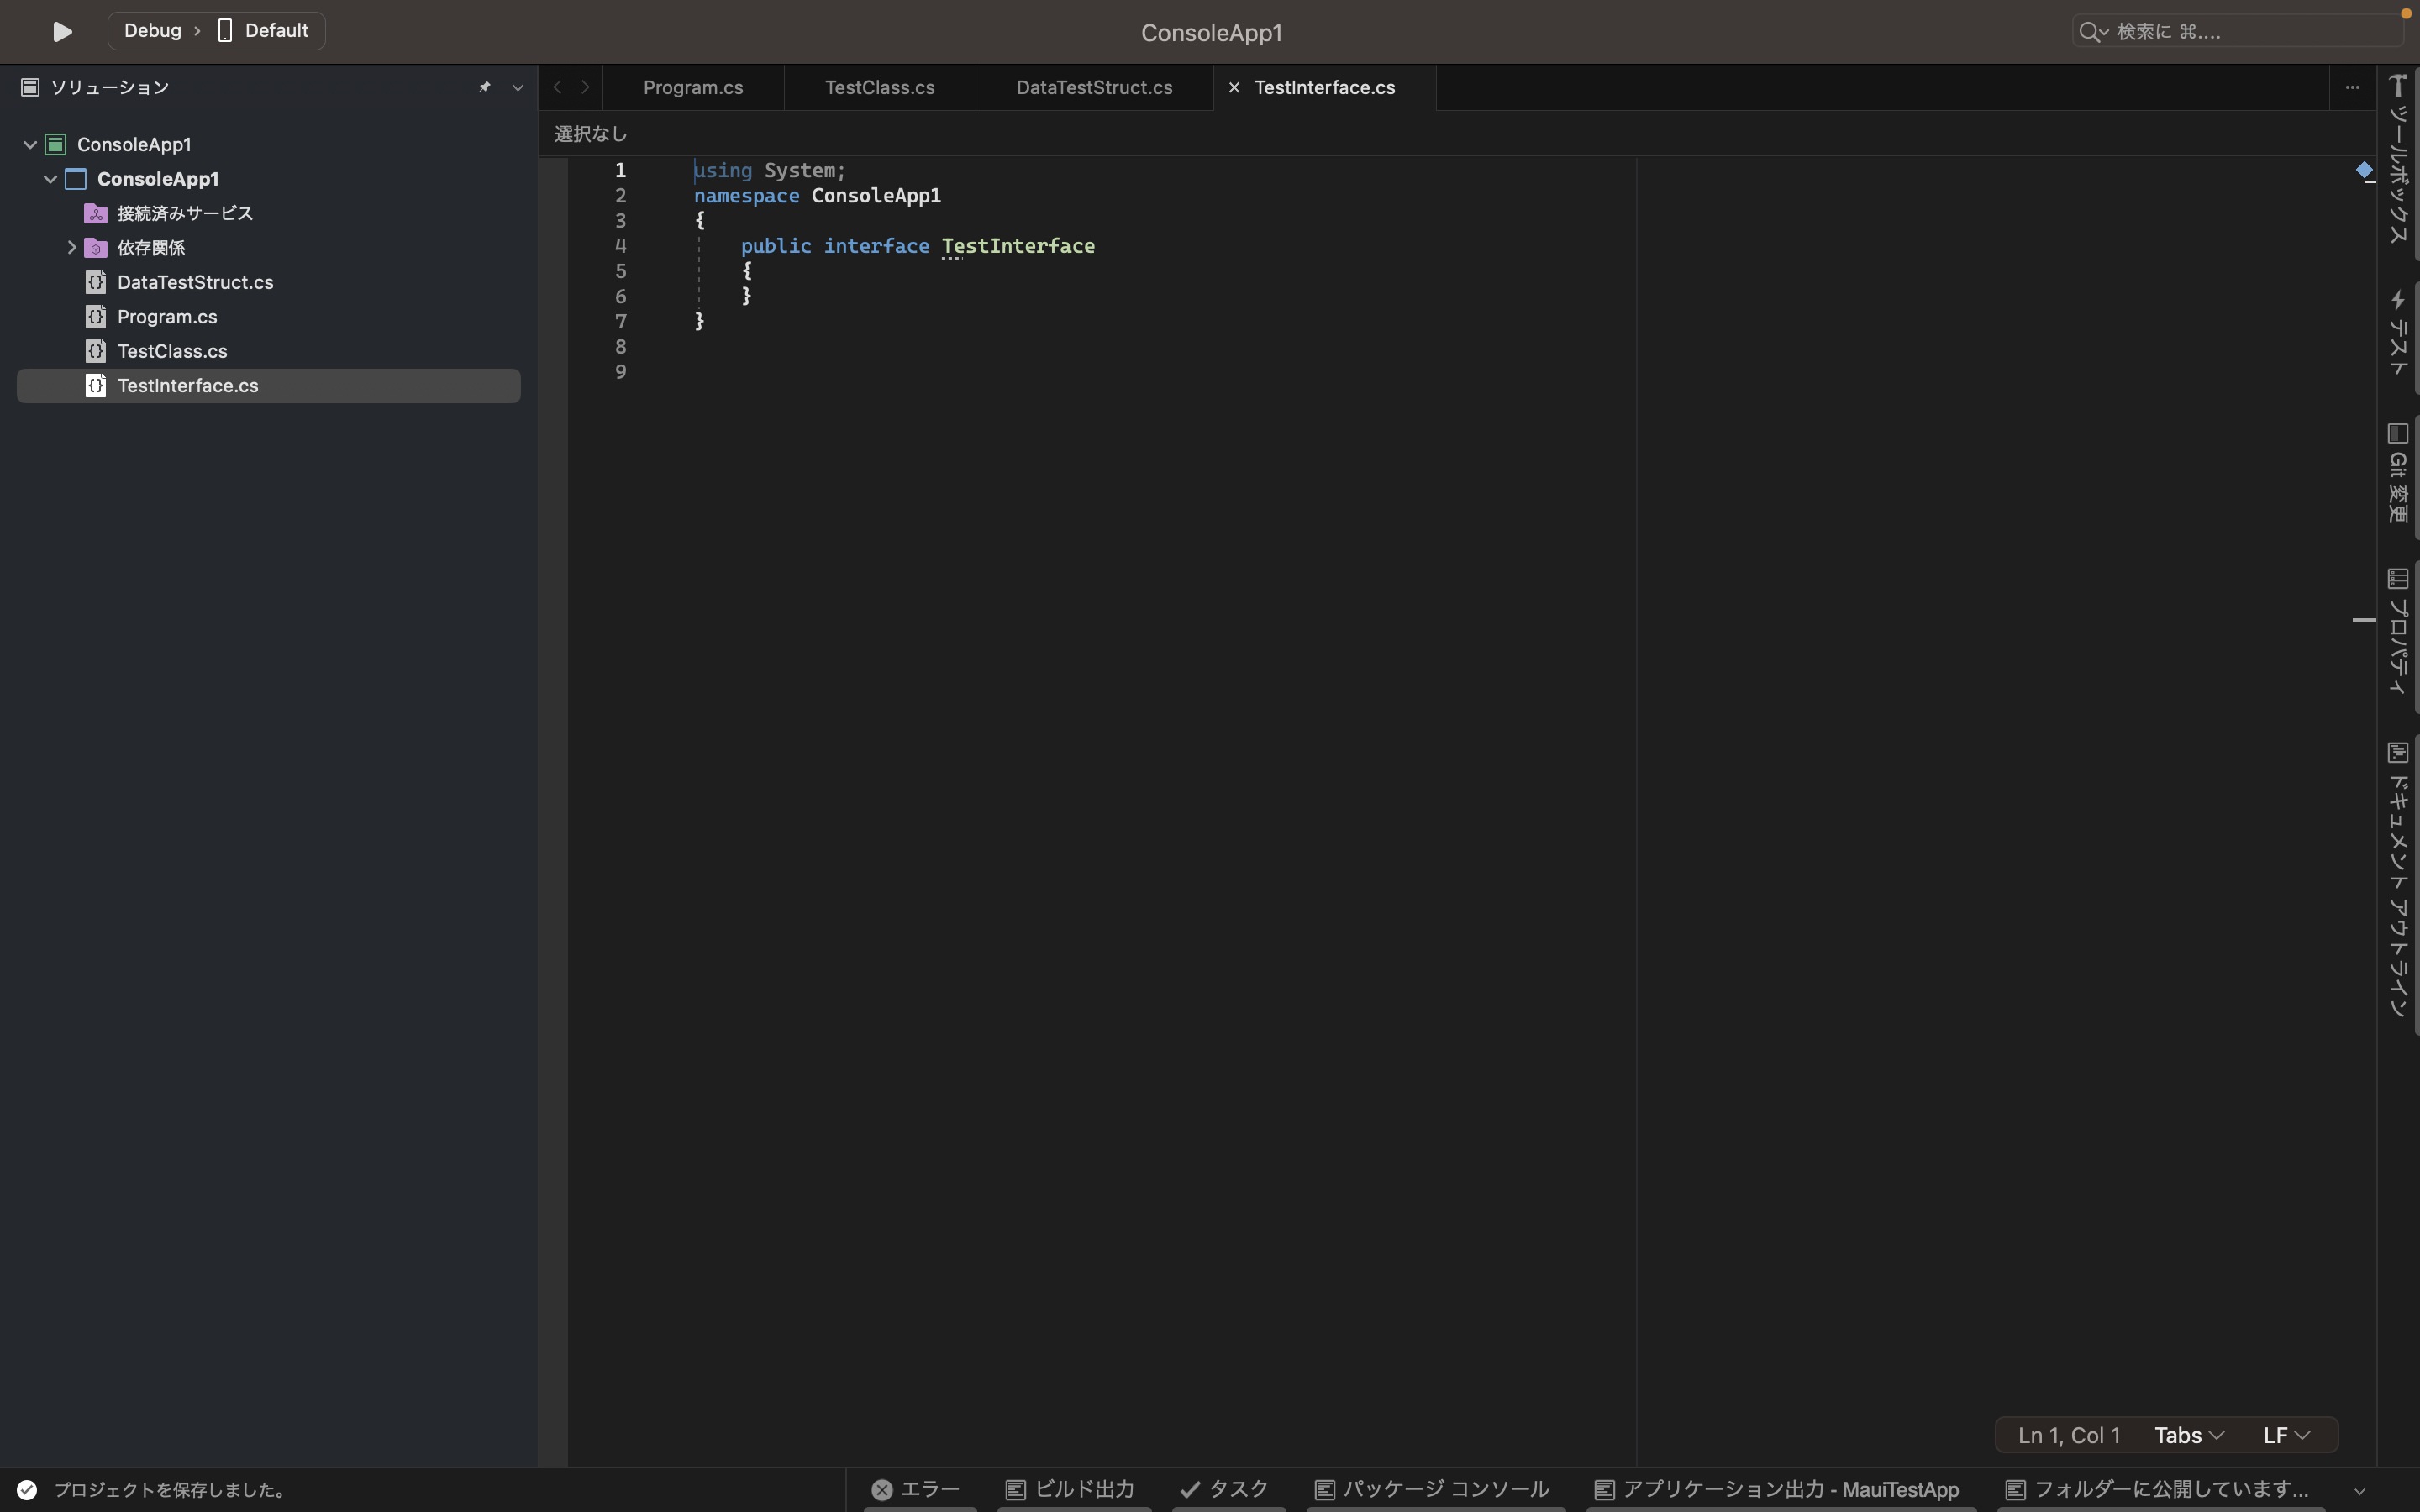 Debug › Default
ConsoleApp1
検索に ⌘....
ソリューション
ConsoleApp1
ConsoleApp1
接続済みサービス
依存関係
DataTestStruct.cs
Program.cs
TestClass.cs
TestInterface.cs
Program.cs
TestClass.cs
DataTestStruct.cs
× TestInterface.cs
...
選択なし
1 using System;
2 namespace ConsoleApp1
3 {
4 public interface TestInterface
5 {
6 }
7 }
8
9
ツールボックス
テスト
Git 変更
プロパティ
ドキュメント アウトライン
Ln 1, Col 1 Tabs LF
プロジェクトを保存しました。
エラー
ビルド出力
タスク
パッケージ コンソール
アプリケーション出力 - MauiTestApp
フォルダーに公開しています...